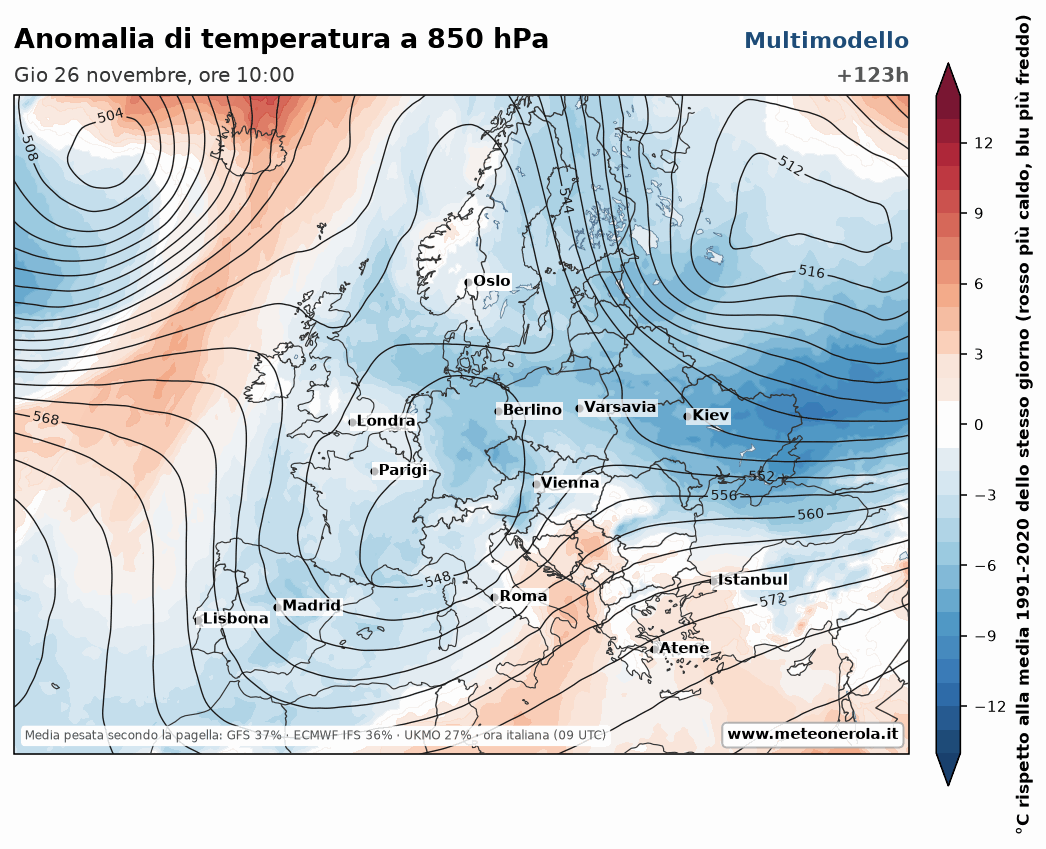 Anomalia di temperatura a 850 hPa
Multimodello
Gio 26 novembre, ore 10:00
+123h
504
508
512
544
516
Oslo
568
Londra
Berlino
Varsavia
Kiev
Parigi
Vienna
552
556
560
548
Istanbul
Roma
572
Madrid
Lisbona
Atene
Media pesata secondo la pagella: GFS 37% · ECMWF IFS 36% · UKMO 27% · ora italiana (09 UTC)
www.meteonerola.it
12
9
6
3
0
−3
−6
−9
−12
°C rispetto alla media 1991-2020 dello stesso giorno (rosso più caldo, blu più freddo)